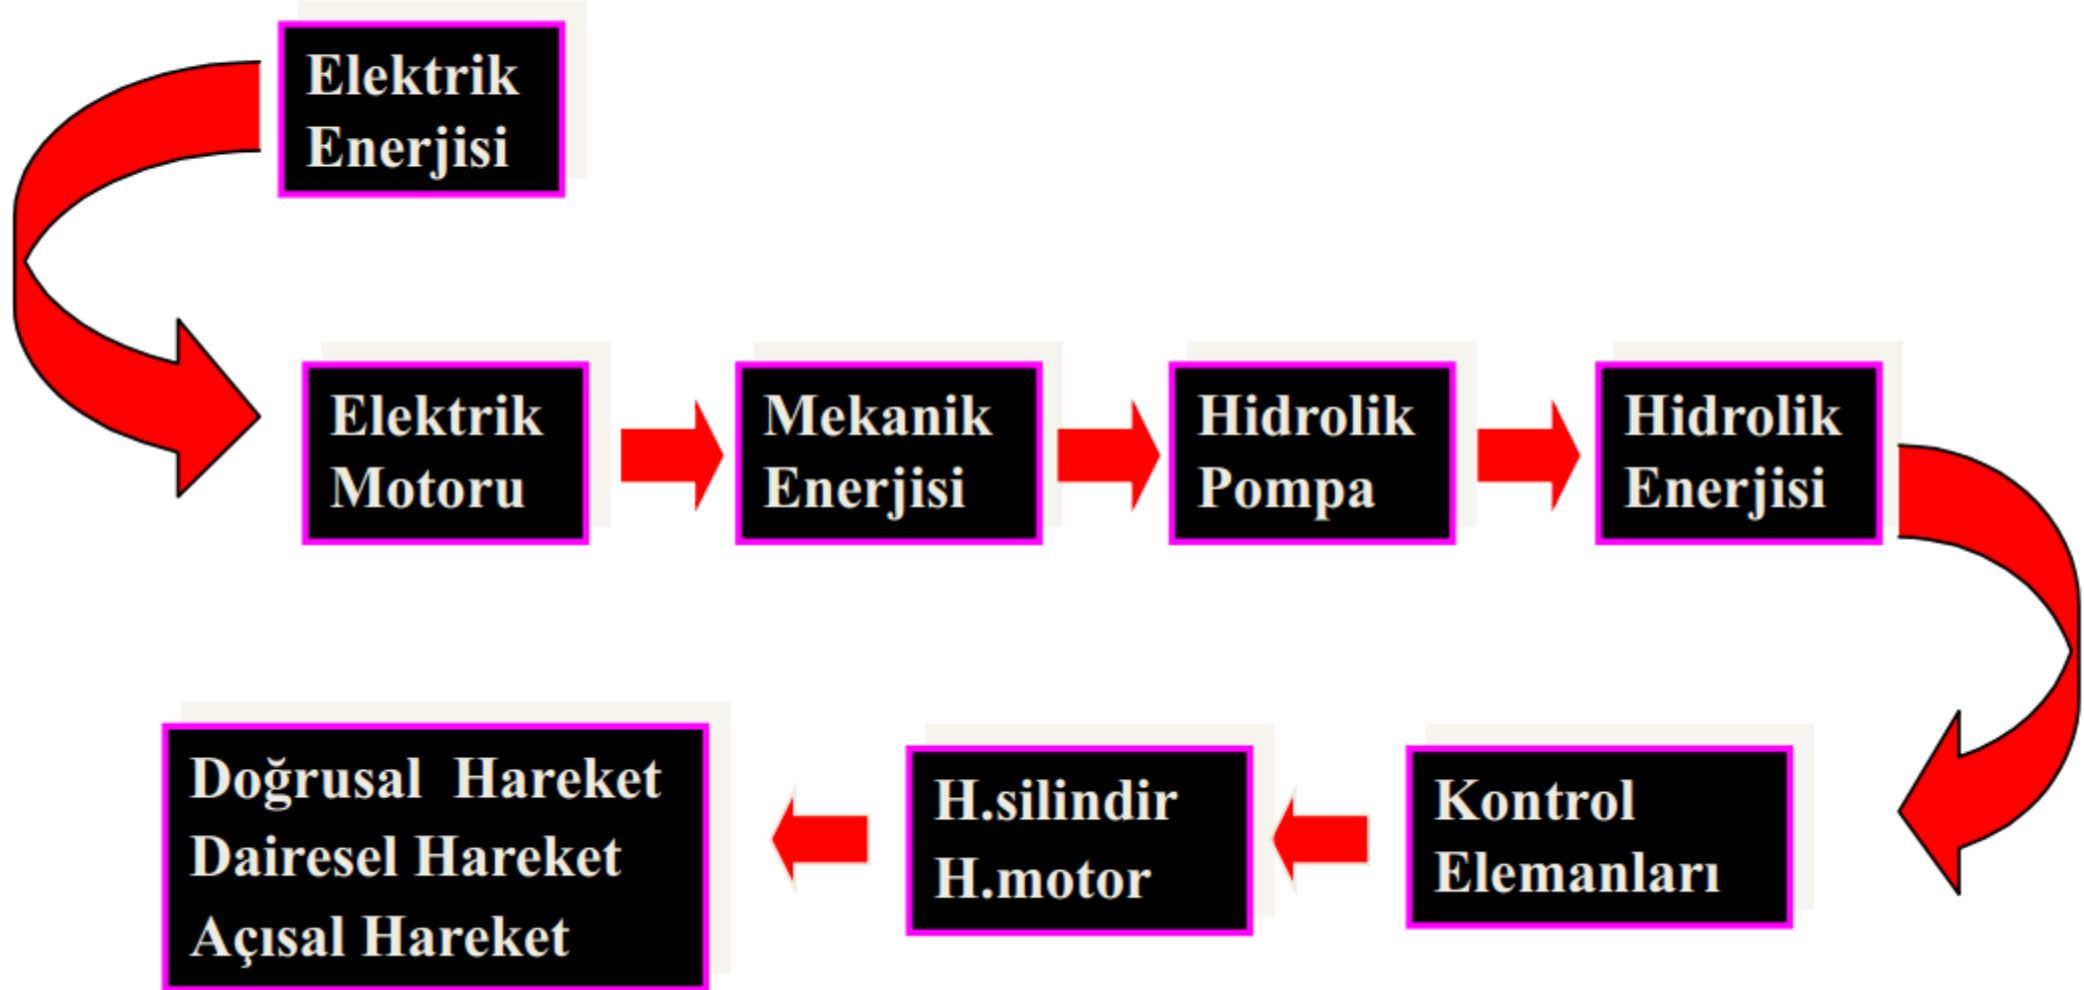 Elektrik
Enerjisi
Elektrik
Motoru
Mekanik
Enerjisi
Hidrolik
Pompa
Hidrolik
Enerjisi
Kontrol
Elemanları
H.silindir
H.motor
Doğrusal Hareket
Dairesel Hareket
Açısal Hareket